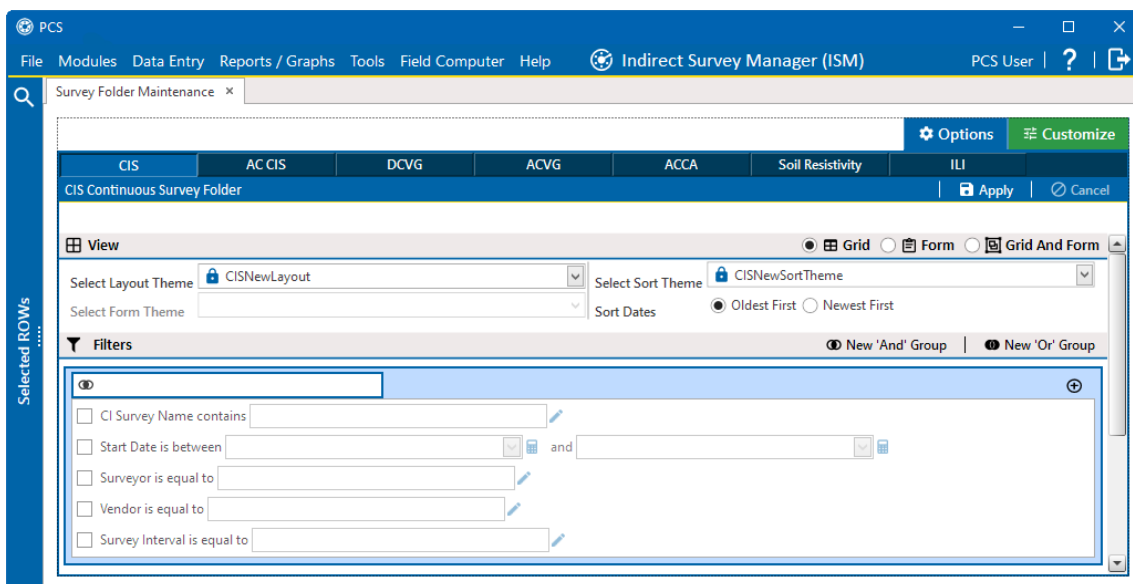 PCS
File Modules Data Entry Reports / Graphs Tools Field Computer Help Indirect Survey Manager (ISM) PCS User ?
Survey Folder Maintenance ×
Options Customize
CIS AC CIS DCVG ACVG ACCA Soil Resistivity ILI
CIS Continuous Survey Folder Apply Cancel
View Grid Form Grid And Form
Select Layout Theme CISNewLayout Select Sort Theme CISNewSortTheme
Select Form Theme Sort Dates Oldest First Newest First
Selected ROWs
Filters New 'And' Group New 'Or' Group
CI Survey Name contains
Start Date is between and
Surveyor is equal to
Vendor is equal to
Survey Interval is equal to